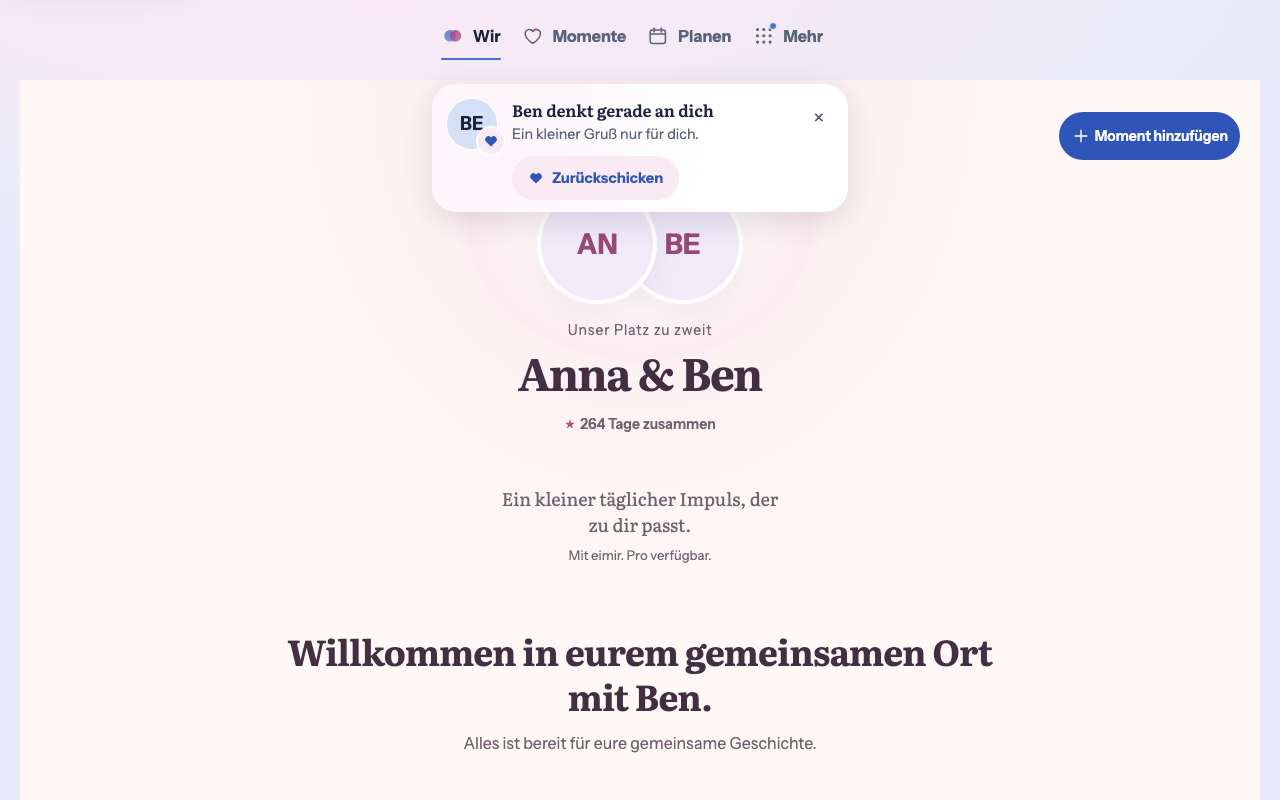 Wir
Momente
Planen
Mehr
BE
Ben denkt gerade an dich
Ein kleiner Gruß nur für dich.
Zurückschicken
Moment hinzufügen
AN
BE
Unser Platz zu zweit
Anna & Ben
264 Tage zusammen
Ein kleiner täglicher Impuls, der
zu dir passt.
Mit eimir. Pro verfügbar.
Willkommen in eurem gemeinsamen Ort
mit Ben.
Alles ist bereit für eure gemeinsame Geschichte.